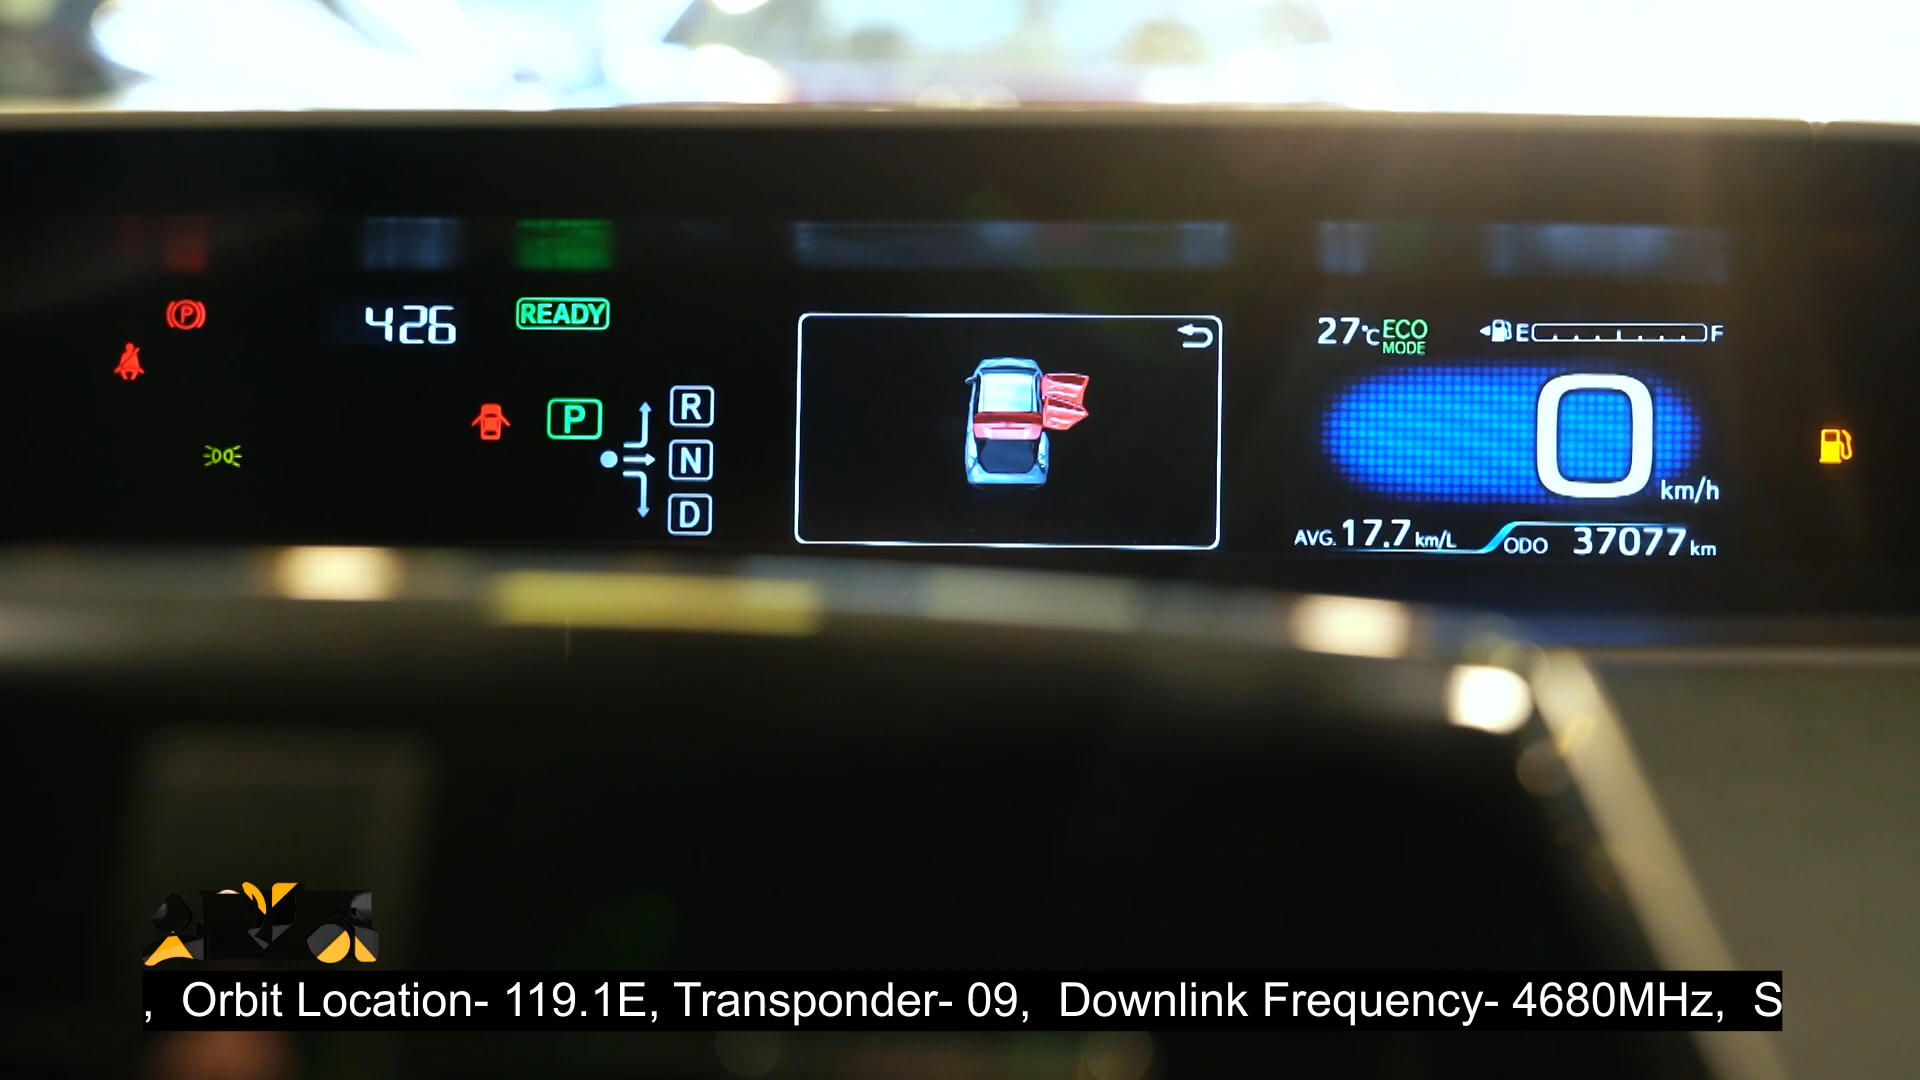 426
READY
P
R
N
D
27°C ECO MODE
E F
0 km/h
AVG. 17.7 km/L ODO 37077 km
, Orbit Location- 119.1E, Transponder- 09, Downlink Frequency- 4680MHz, S